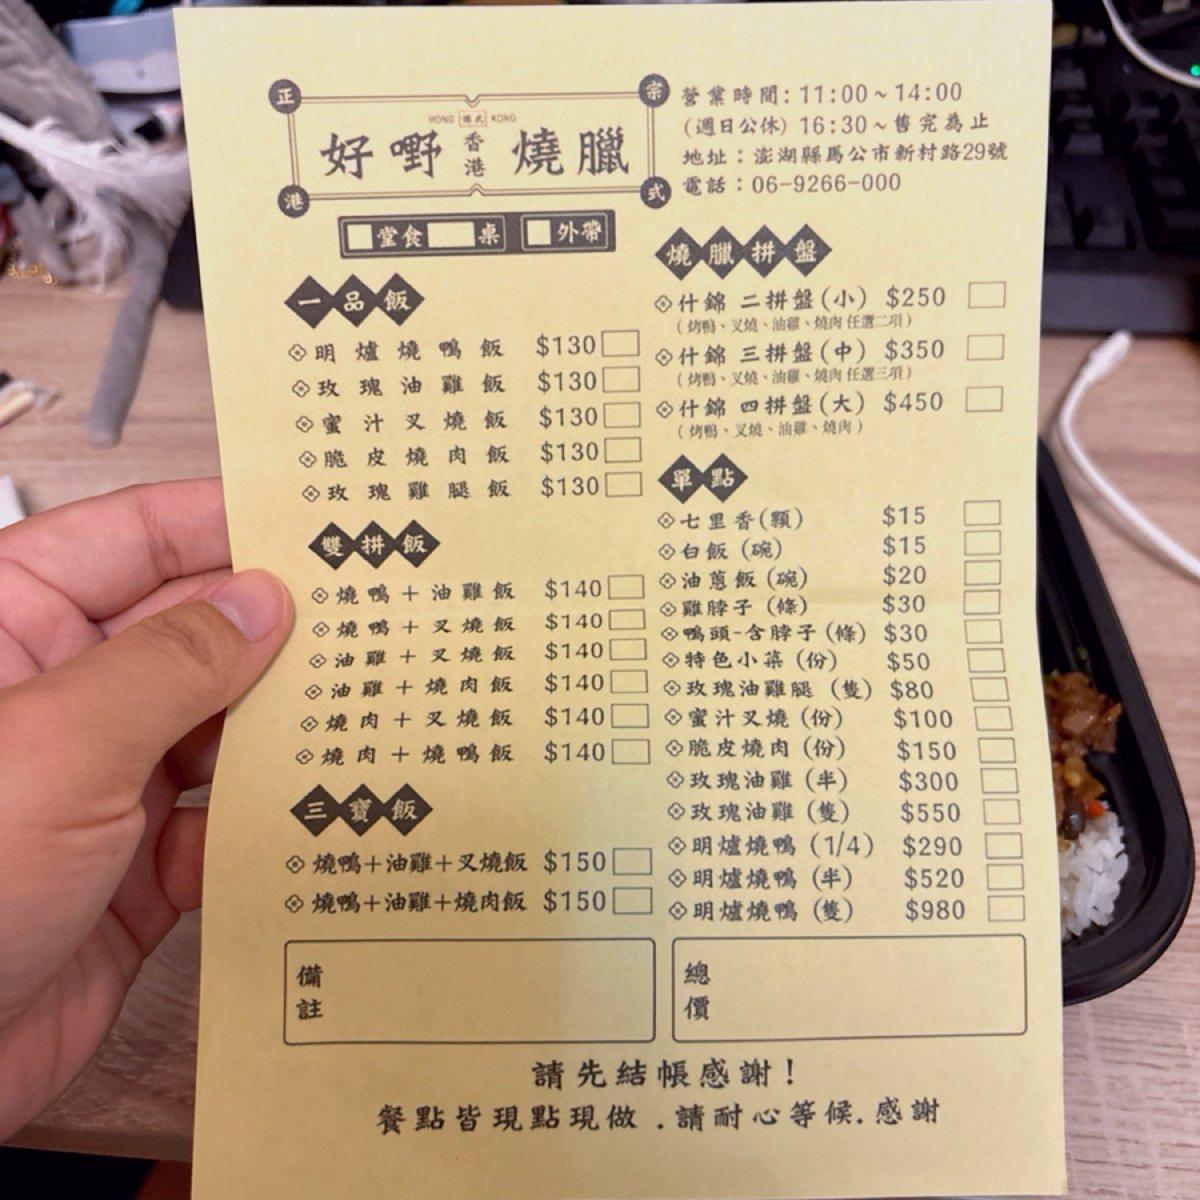 正 宗 港 式
HONG 港式 KONG
好嘢 香港 燒臘
營業時間：11:00～14:00
(週日公休) 16:30～售完為止
地址：澎湖縣馬公市新村路29號
電話：06-9266-000
堂食 桌 外帶
一品飯
明爐燒鴨飯 $130
玫瑰油雞飯 $130
蜜汁叉燒飯 $130
脆皮燒肉飯 $130
玫瑰雞腿飯 $130
雙拼飯
燒鴨＋油雞飯 $140
燒鴨＋叉燒飯 $140
油雞＋叉燒飯 $140
油雞＋燒肉飯 $140
燒肉＋叉燒飯 $140
燒肉＋燒鴨飯 $140
三寶飯
燒鴨＋油雞＋叉燒飯 $150
燒鴨＋油雞＋燒肉飯 $150
燒臘拼盤
什錦 二拼盤(小) $250
(烤鴨、叉燒、油雞、燒肉 任選二項)
什錦 三拼盤(中) $350
(烤鴨、叉燒、油雞、燒肉 任選三項)
什錦 四拼盤(大) $450
(烤鴨、叉燒、油雞、燒肉)
單點
七里香(顆) $15
白飯 (碗) $15
油蔥飯 (碗) $20
雞脖子 (條) $30
鴨頭-含脖子 (條) $30
特色小菜 (份) $50
玫瑰油雞腿 (隻) $80
蜜汁叉燒 (份) $100
脆皮燒肉 (份) $150
玫瑰油雞 (半) $300
玫瑰油雞 (隻) $550
明爐燒鴨 (1/4) $290
明爐燒鴨 (半) $520
明爐燒鴨 (隻) $980
備註
總價
請先結帳感謝！
餐點皆現點現做．請耐心等候．感謝